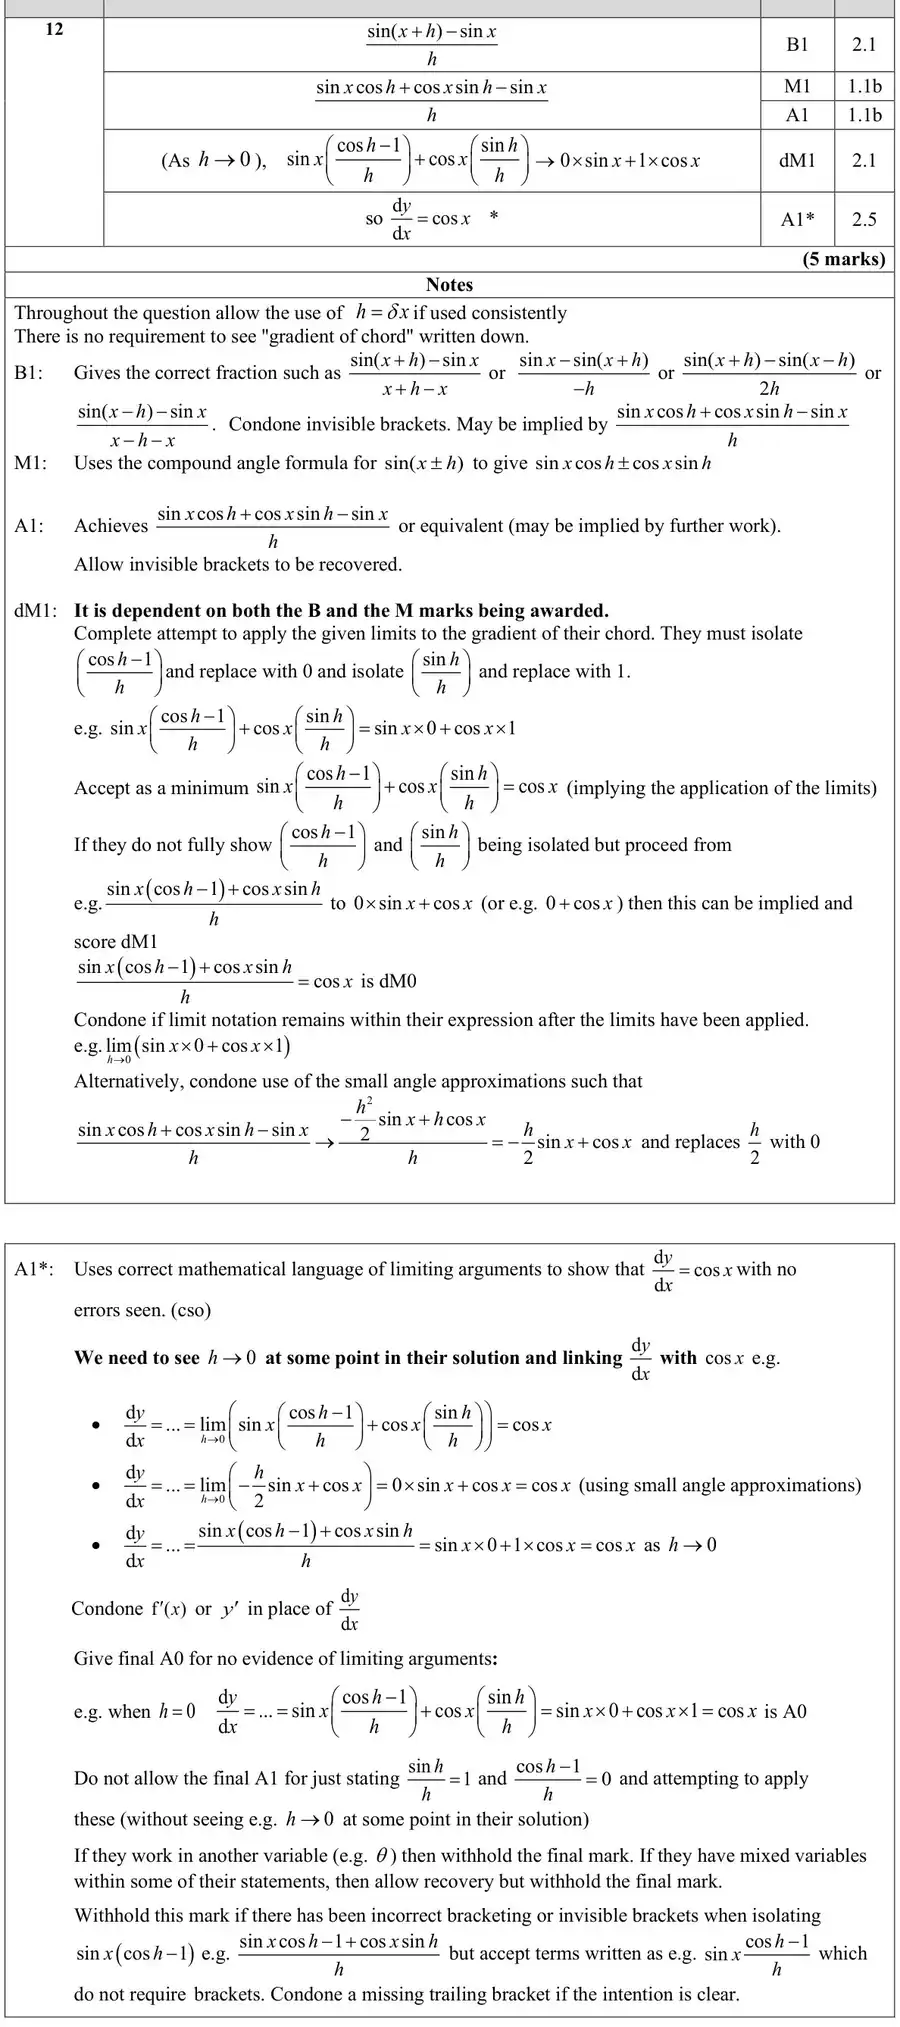 12
sin(x + h) − sin x / h
B1 2.1
sin x cos h + cos x sin h − sin x / h
M1 1.1b
A1 1.1b
(As h → 0), sin x((cos h − 1)/h) + cos x((sin h)/h) → 0 × sin x + 1 × cos x
dM1 2.1
so dy/dx = cos x *
A1* 2.5
(5 marks)
Notes
Throughout the question allow the use of h = δx if used consistently
There is no requirement to see "gradient of chord" written down.
B1: Gives the correct fraction such as (sin(x + h) − sin x)/(x + h − x) or (sin x − sin(x + h))/(−h) or (sin(x + h) − sin(x − h))/(2h) or
(sin(x − h) − sin x)/(x − h − x). Condone invisible brackets. May be implied by (sin x cos h + cos x sin h − sin x)/h
M1: Uses the compound angle formula for sin(x ± h) to give sin x cos h ± cos x sin h
A1: Achieves (sin x cos h + cos x sin h − sin x)/h or equivalent (may be implied by further work).
Allow invisible brackets to be recovered.
dM1: It is dependent on both the B and the M marks being awarded.
Complete attempt to apply the given limits to the gradient of their chord. They must isolate
((cos h − 1)/h) and replace with 0 and isolate ((sin h)/h) and replace with 1.
e.g. sin x((cos h − 1)/h) + cos x((sin h)/h) = sin x × 0 + cos x × 1
Accept as a minimum sin x((cos h − 1)/h) + cos x((sin h)/h) = cos x (implying the application of the limits)
If they do not fully show ((cos h − 1)/h) and ((sin h)/h) being isolated but proceed from
e.g. (sin x(cos h − 1) + cos x sin h)/h to 0 × sin x + cos x (or e.g. 0 + cos x) then this can be implied and
score dM1
(sin x(cos h − 1) + cos x sin h)/h = cos x is dM0
Condone if limit notation remains within their expression after the limits have been applied.
e.g. lim h→0 (sin x × 0 + cos x × 1)
Alternatively, condone use of the small angle approximations such that
(sin x cos h + cos x sin h − sin x)/h → (−h²/2 sin x + h cos x)/h = −h/2 sin x + cos x and replaces h/2 with 0
A1*: Uses correct mathematical language of limiting arguments to show that dy/dx = cos x with no
errors seen. (cso)
We need to see h → 0 at some point in their solution and linking dy/dx with cos x e.g.
• dy/dx = ... = lim h→0 (sin x((cos h − 1)/h) + cos x((sin h)/h)) = cos x
• dy/dx = ... = lim h→0 (−h/2 sin x + cos x) = 0 × sin x + cos x = cos x (using small angle approximations)
• dy/dx = ... = (sin x(cos h − 1) + cos x sin h)/h = sin x × 0 + 1 × cos x = cos x as h → 0
Condone f′(x) or y′ in place of dy/dx
Give final A0 for no evidence of limiting arguments:
e.g. when h = 0 dy/dx = ... = sin x((cos h − 1)/h) + cos x((sin h)/h) = sin x × 0 + cos x × 1 = cos x is A0
Do not allow the final A1 for just stating (sin h)/h = 1 and (cos h − 1)/h = 0 and attempting to apply
these (without seeing e.g. h → 0 at some point in their solution)
If they work in another variable (e.g. θ) then withhold the final mark. If they have mixed variables
within some of their statements, then allow recovery but withhold the final mark.
Withhold this mark if there has been incorrect bracketing or invisible brackets when isolating
sin x(cos h − 1) e.g. (sin x cos h − 1 + cos x sin h)/h but accept terms written as e.g. sin x (cos h − 1)/h which
do not require brackets. Condone a missing trailing bracket if the intention is clear.